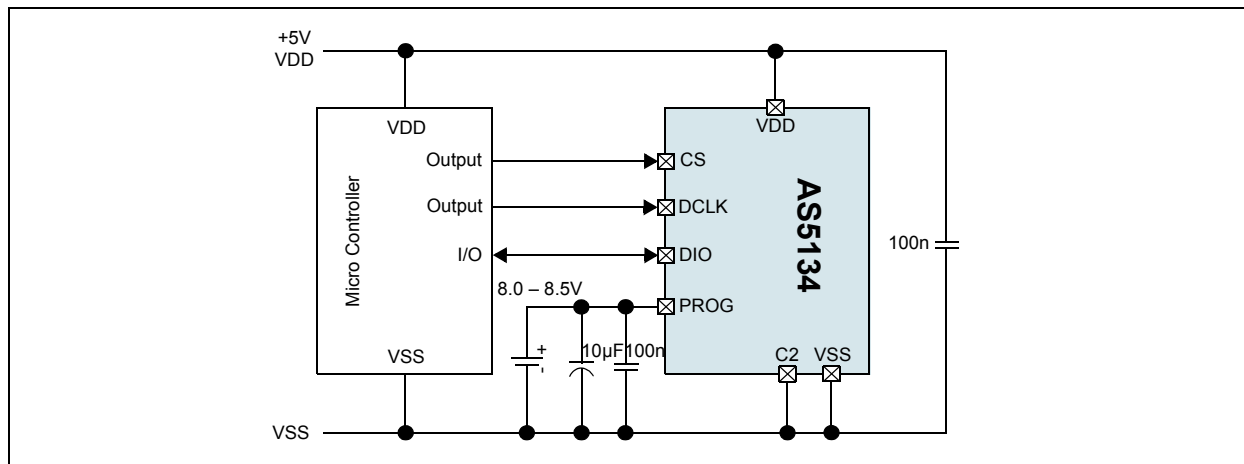 +5V
VDD
VDD
VDD
Output
CS
Output
DCLK
I/O
DIO
Micro Controller
AS5134
100n
8.0 – 8.5V
PROG
+
-
10µF
100n
VSS
C2
VSS
VSS